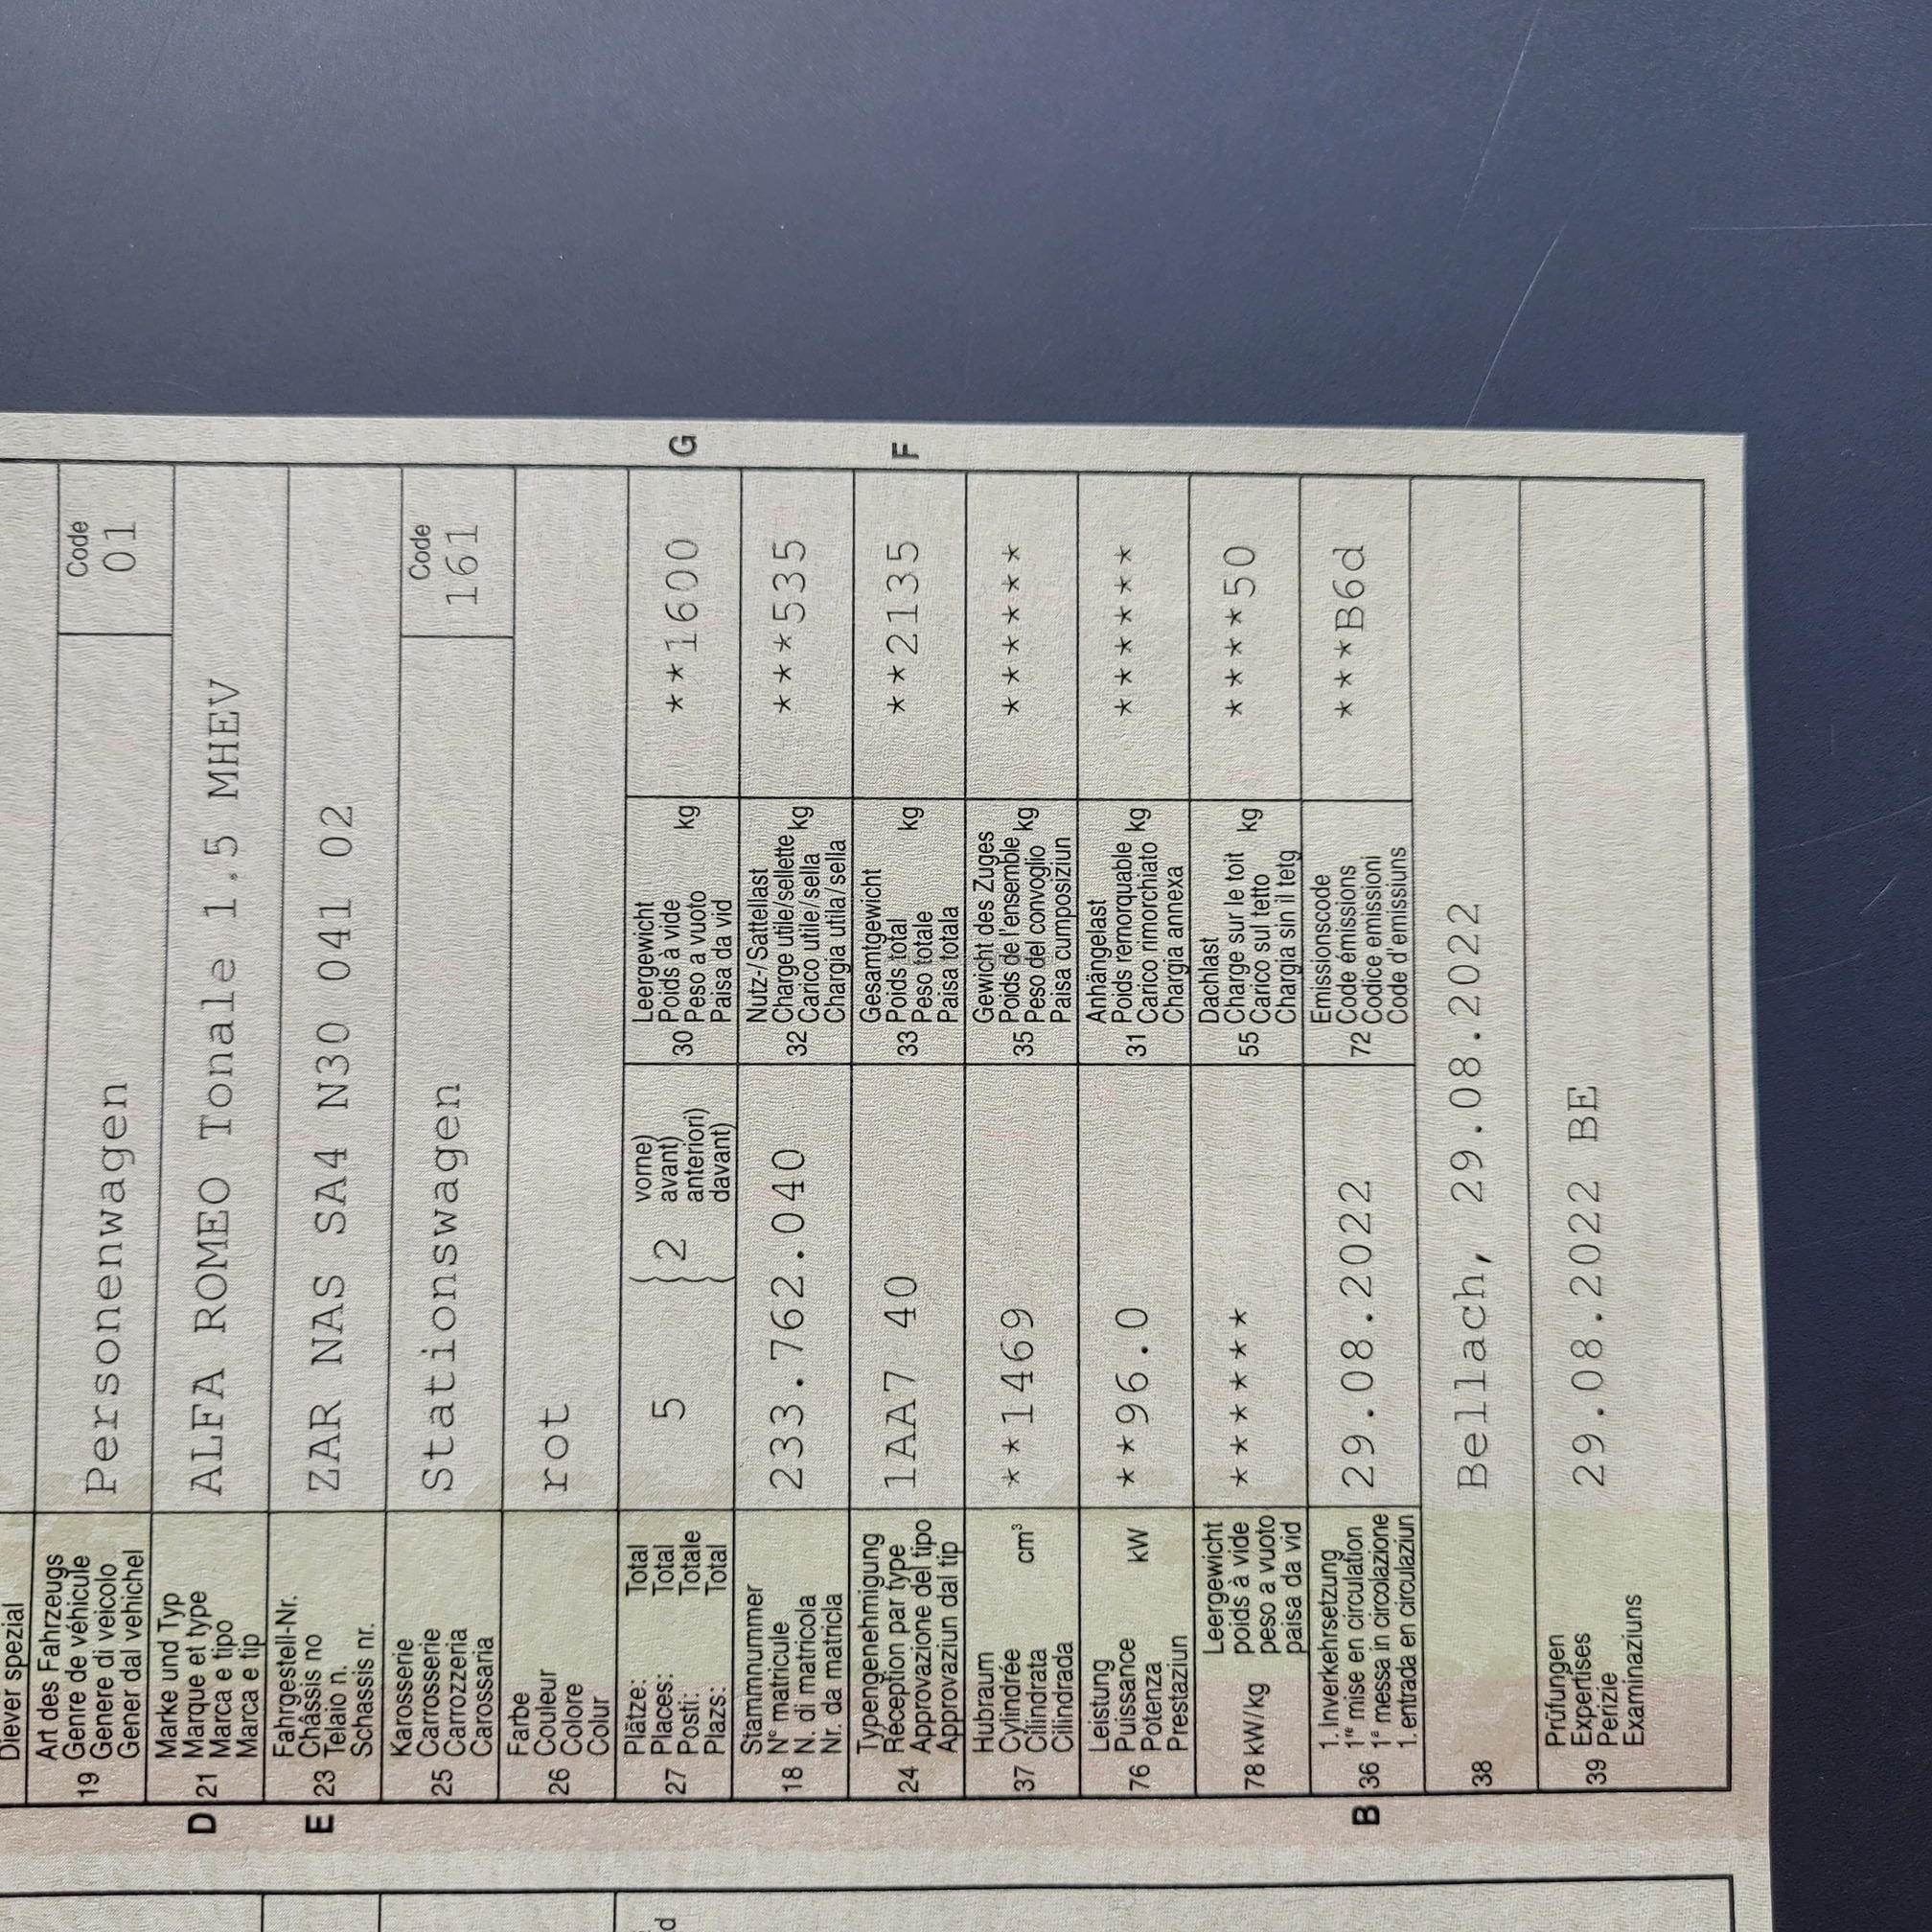 Diever spezial
Art des Fahrzeugs
19 Genre de véhicule
Genere di veicolo
Gener dal vehichel
Personenwagen
Code
01
D 21 Marke und Typ
Marque et type
Marca e tipo
Marca e tip
ALFA ROMEO Tonale 1.5 MHEV
E 23 Fahrgestell-Nr.
Châssis no
Telaio n.
Schassis nr.
ZAR NAS SA4 N30 041 02
25 Karosserie
Carrosserie
Carrozzeria
Carossaria
Stationswagen
Code
161
26 Farbe
Couleur
Colore
Colur
rot
27 Plätze: Total
Places: Total
Posti: Totale
Plazs: Total
5 { 2 vorne)
avant)
anteriori)
davant)
30 Leergewicht
Poids à vide
Peso a vuoto kg
Paisa da vid
**1600
G
18 Stammnummer
N° matricule
N. di matricola
Nr. da matricla
233.762.040
32 Nutz-/Sattellast
Charge utile/sellette
Carico utile/sella kg
Chargia utila/sella
***535
24 Typengenehmigung
Réception par type
Approvazione del tipo
Approvaziun dal tip
1AA7 40
33 Gesamtgewicht
Poids total
Peso totale kg
Paisa totala
**2135
F
37 Hubraum
Cylindrée
Cilindrata cm³
Cilindrada
**1469
35 Gewicht des Zuges
Poids de l'ensemble
Peso del convoglio kg
Paisa cumposiziun
******
76 Leistung
Puissance
Potenza kW
Prestaziun
**96.0
31 Anhängelast
Poids remorquable
Carico rimorchiato kg
Chargia annexa
******
78 kW/kg Leergewicht
poids à vide
peso a vuoto
paisa da vid
******
55 Dachlast
Charge sur le toit
Carico sul tetto kg
Chargia sin il tetg
****50
B 36 1. Inverkehrsetzung
1re mise en circulation
1a messa in circolazione
1. entrada en circulaziun
29.08.2022
72 Emissionscode
Code émissions
Codice emissioni
Code d'emissiuns
***B6d
38 Bellach, 29.08.2022
39 Prüfungen
Expertises
Perizie
Examinaziuns
29.08.2022 BE
d